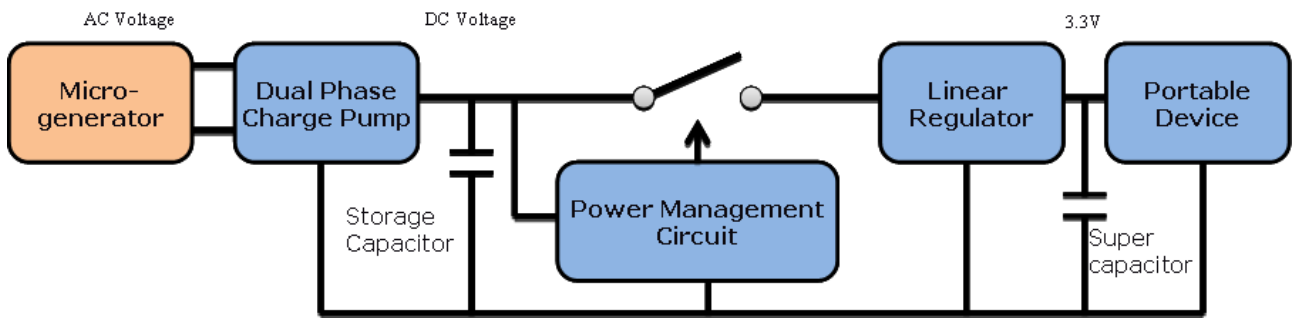 AC Voltage
DC Voltage
3.3V
Micro-
generator
Dual Phase
Charge Pump
Linear
Regulator
Portable
Device
Storage
Capacitor
Power Management
Circuit
Super
capacitor